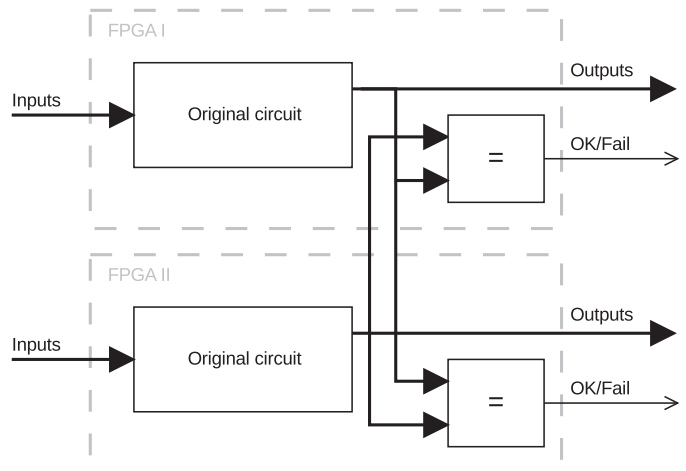 FPGA I
Outputs
Inputs
Original circuit
=
OK/Fail
FPGA II
Outputs
Inputs
Original circuit
=
OK/Fail